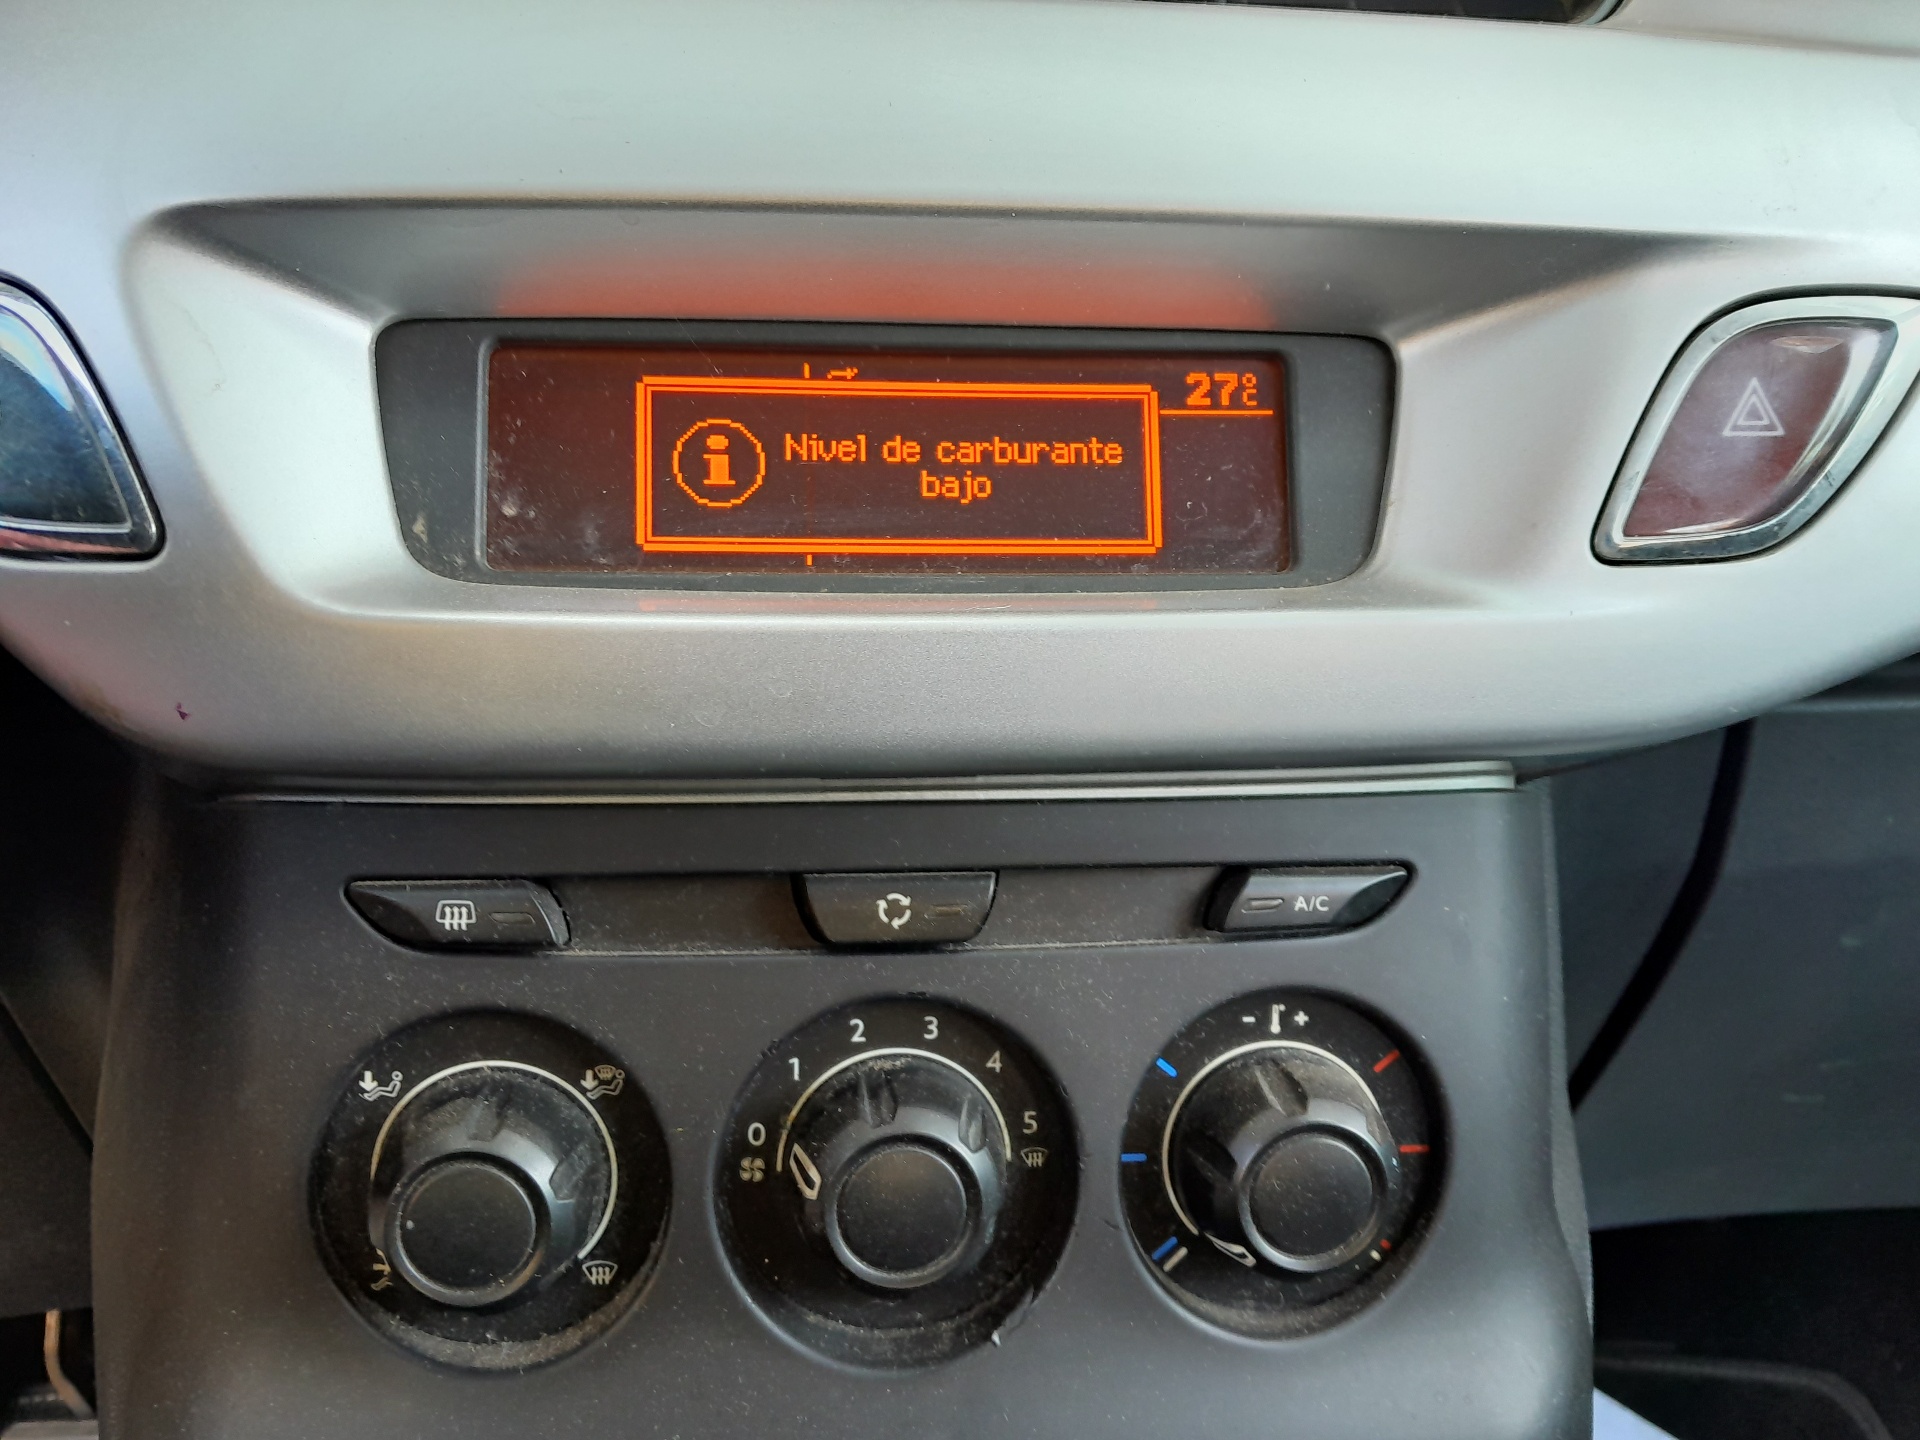 27°C
Nivel de carburante
bajo
A/C
- +
2 3
1 4
0 5